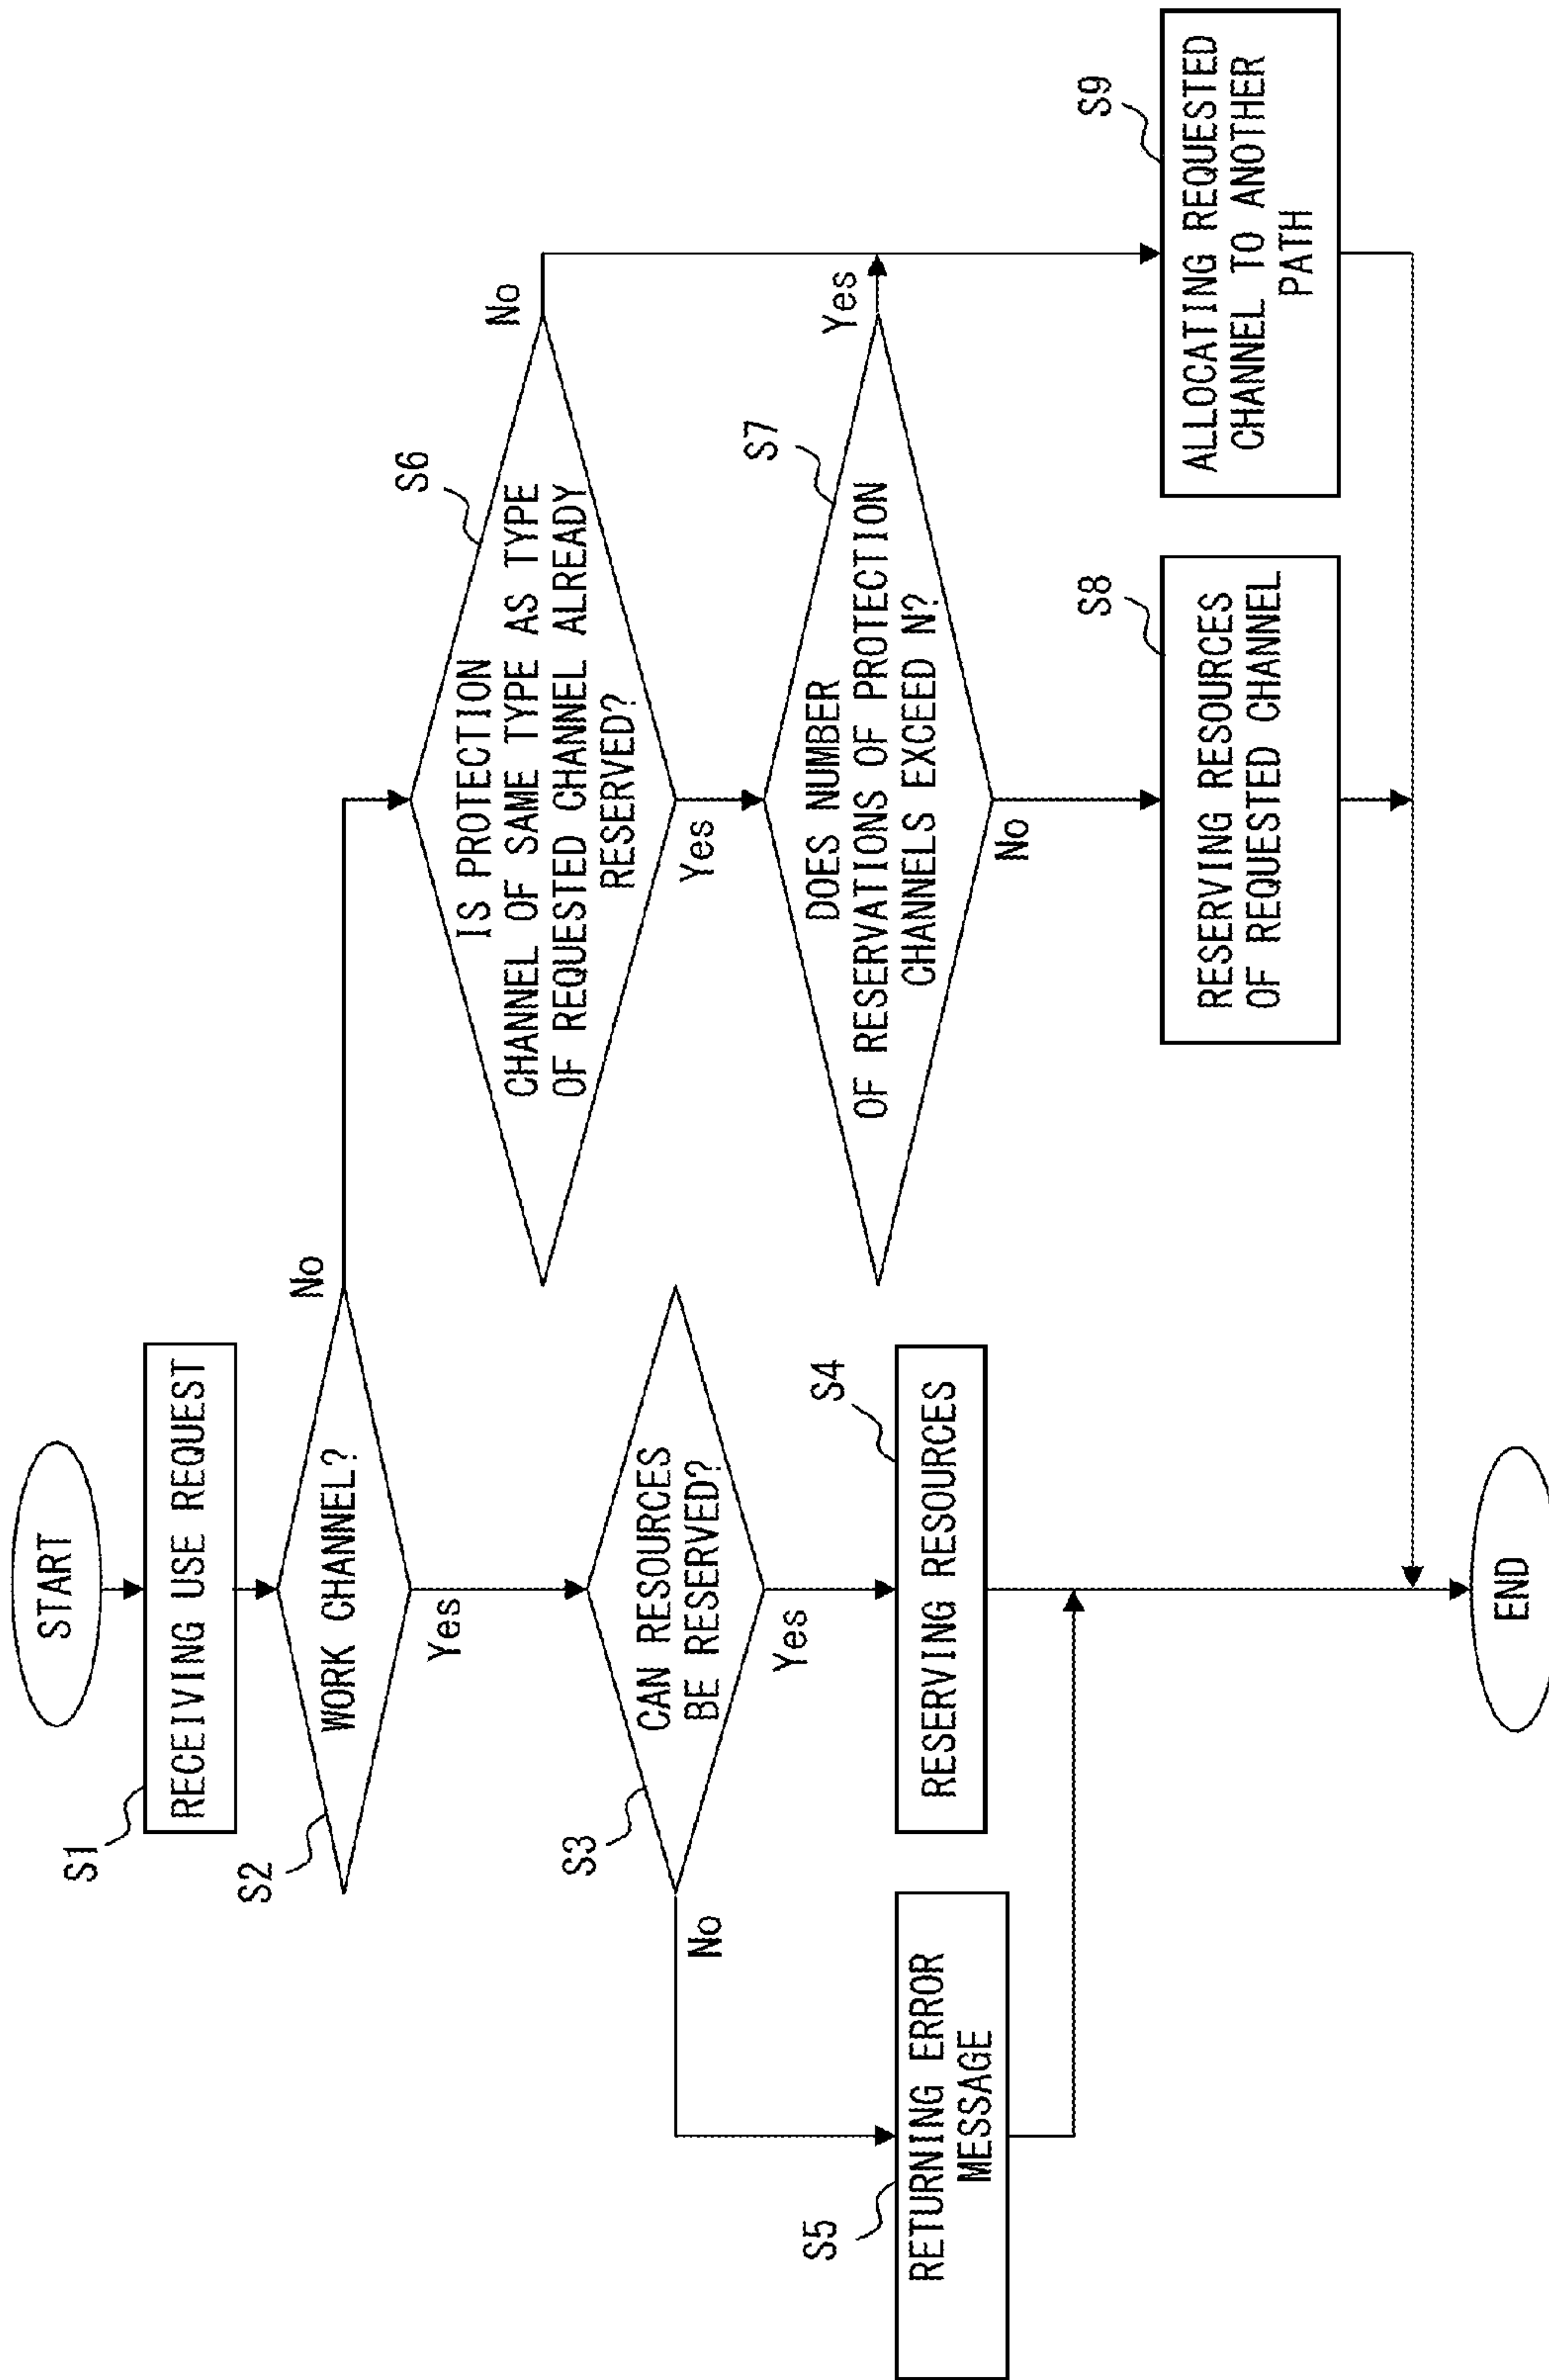 START
S1
RECEIVING USE REQUEST
S2
WORK CHANNEL?
No
Yes
S3
CAN RESOURCES
BE RESERVED?
No
Yes
S4
RESERVING RESOURCES
S5
RETURNING ERROR
MESSAGE
S6
IS PROTECTION
CHANNEL OF SAME TYPE AS TYPE
OF REQUESTED CHANNEL ALREADY
RESERVED?
No
Yes
S7
DOES NUMBER
OF RESERVATIONS OF PROTECTION
CHANNELS EXCEED N?
Yes
No
S8
RESERVING RESOURCES
OF REQUESTED CHANNEL
S9
ALLOCATING REQUESTED
CHANNEL TO ANOTHER
PATH
END